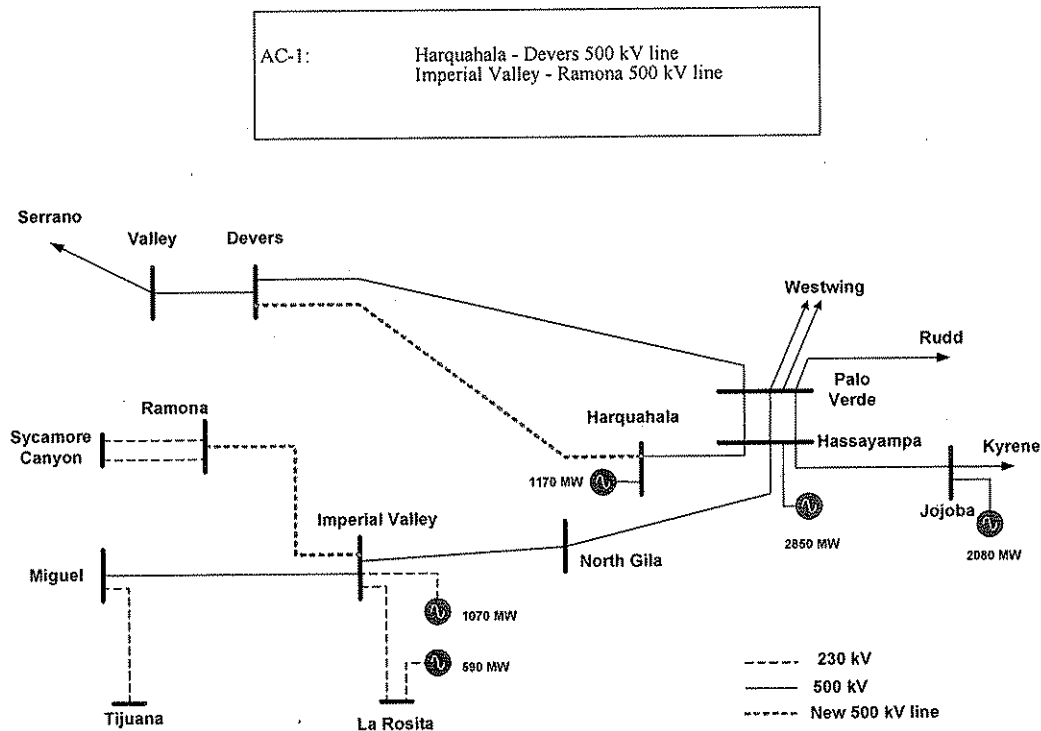 AC-1: Harquahala - Devers 500 kV line
Imperial Valley - Ramona 500 kV line
Serrano
Valley
Devers
Westwing
Rudd
Palo
Verde
Ramona
Harquahala
Sycamore
Canyon
Hassayampa
Kyrene
1170 MW
Jojoba
Imperial Valley
2850 MW
2080 MW
North Gila
Miguel
1070 MW
590 MW
230 kV
500 kV
New 500 kV line
Tijuana
La Rosita